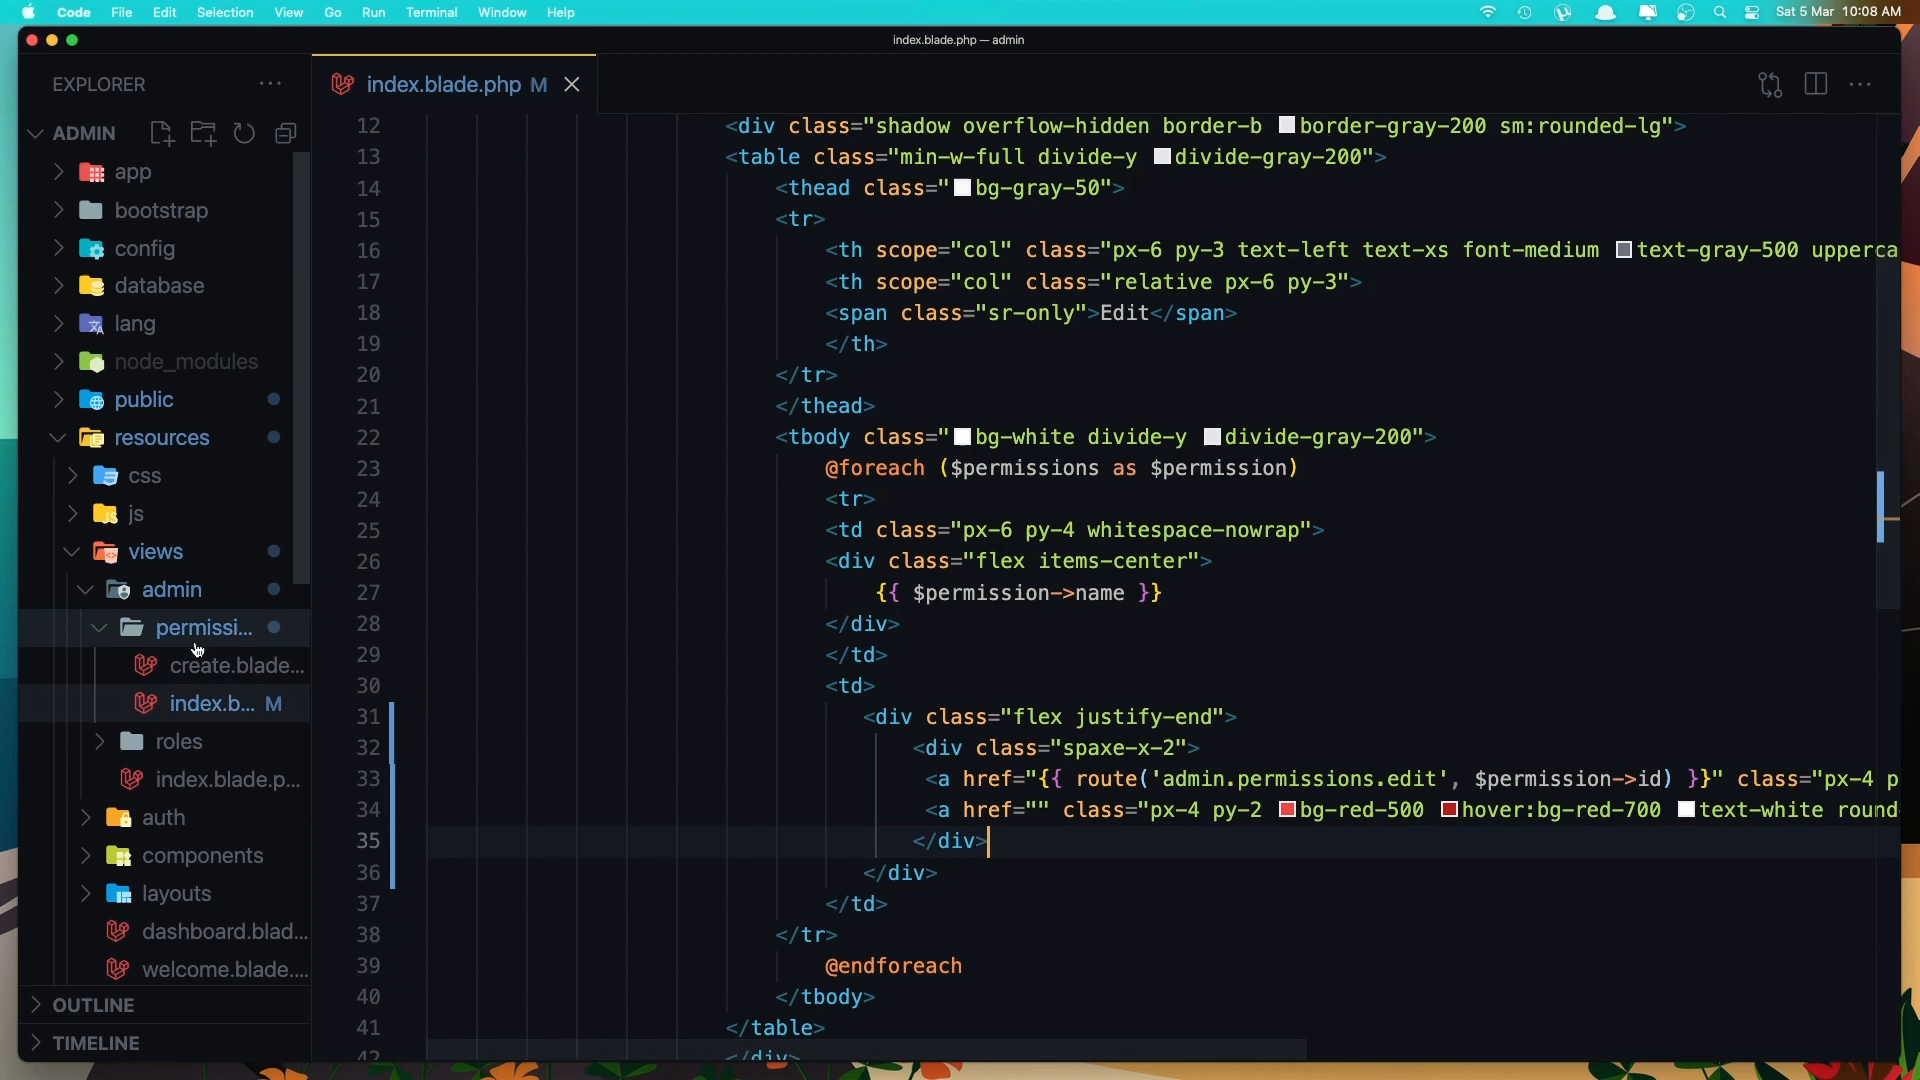 Code File Edit Selection View Go Run Terminal Window Help Sat 5 Mar 10:08 AM
index.blade.php — admin
EXPLORER
index.blade.php M
ADMIN
app
bootstrap
config
database
lang
node_modules
public
resources
css
js
views
admin
permissi...
create.blade...
index.b... M
roles
index.blade.p...
auth
components
layouts
dashboard.blad...
welcome.blade....
OUTLINE
TIMELINE
12 <div class="shadow overflow-hidden border-b border-gray-200 sm:rounded-lg">
13 <table class="min-w-full divide-y divide-gray-200">
14 <thead class="bg-gray-50">
15 <tr>
16 <th scope="col" class="px-6 py-3 text-left text-xs font-medium text-gray-500 upperca
17 <th scope="col" class="relative px-6 py-3">
18 <span class="sr-only">Edit</span>
19 </th>
20 </tr>
21 </thead>
22 <tbody class="bg-white divide-y divide-gray-200">
23 @foreach ($permissions as $permission)
24 <tr>
25 <td class="px-6 py-4 whitespace-nowrap">
26 <div class="flex items-center">
27 {{ $permission->name }}
28 </div>
29 </td>
30 <td>
31 <div class="flex justify-end">
32 <div class="spaxe-x-2">
33 <a href="{{ route('admin.permissions.edit', $permission->id) }}" class="px-4 p
34 <a href="" class="px-4 py-2 bg-red-500 hover:bg-red-700 text-white round
35 </div>
36 </div>
37 </td>
38 </tr>
39 @endforeach
40 </tbody>
41 </table>
42 </div>